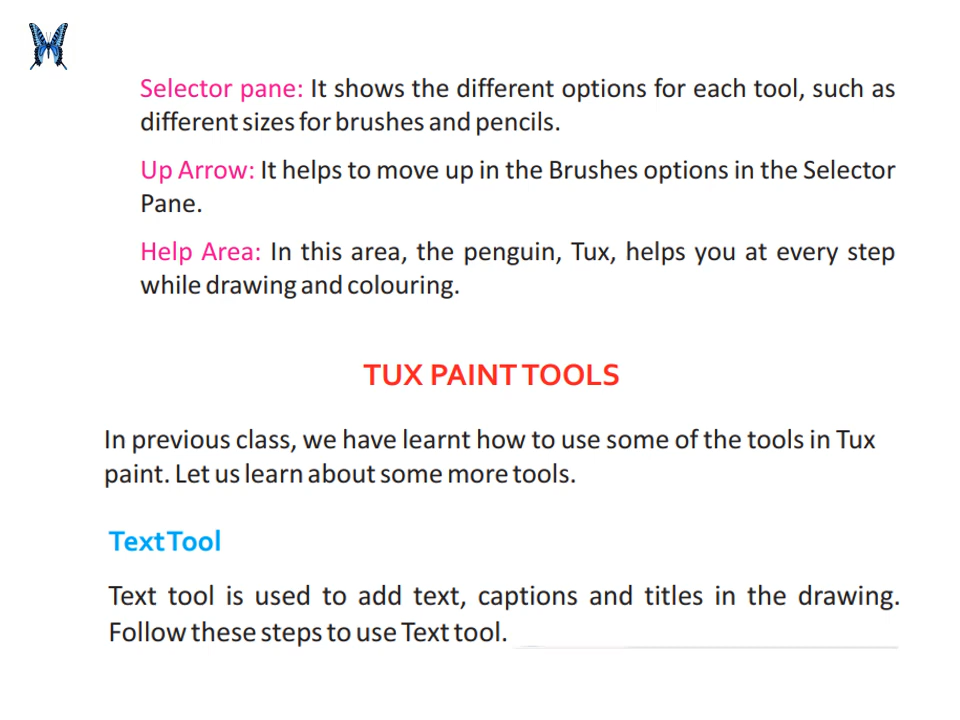 Selector pane: It shows the different options for each tool, such as
different sizes for brushes and pencils.
Up Arrow: It helps to move up in the Brushes options in the Selector
Pane.
Help Area: In this area, the penguin, Tux, helps you at every step
while drawing and colouring.
TUX PAINT TOOLS
In previous class, we have learnt how to use some of the tools in Tux
paint. Let us learn about some more tools.
Text Tool
Text tool is used to add text, captions and titles in the drawing.
Follow these steps to use Text tool.